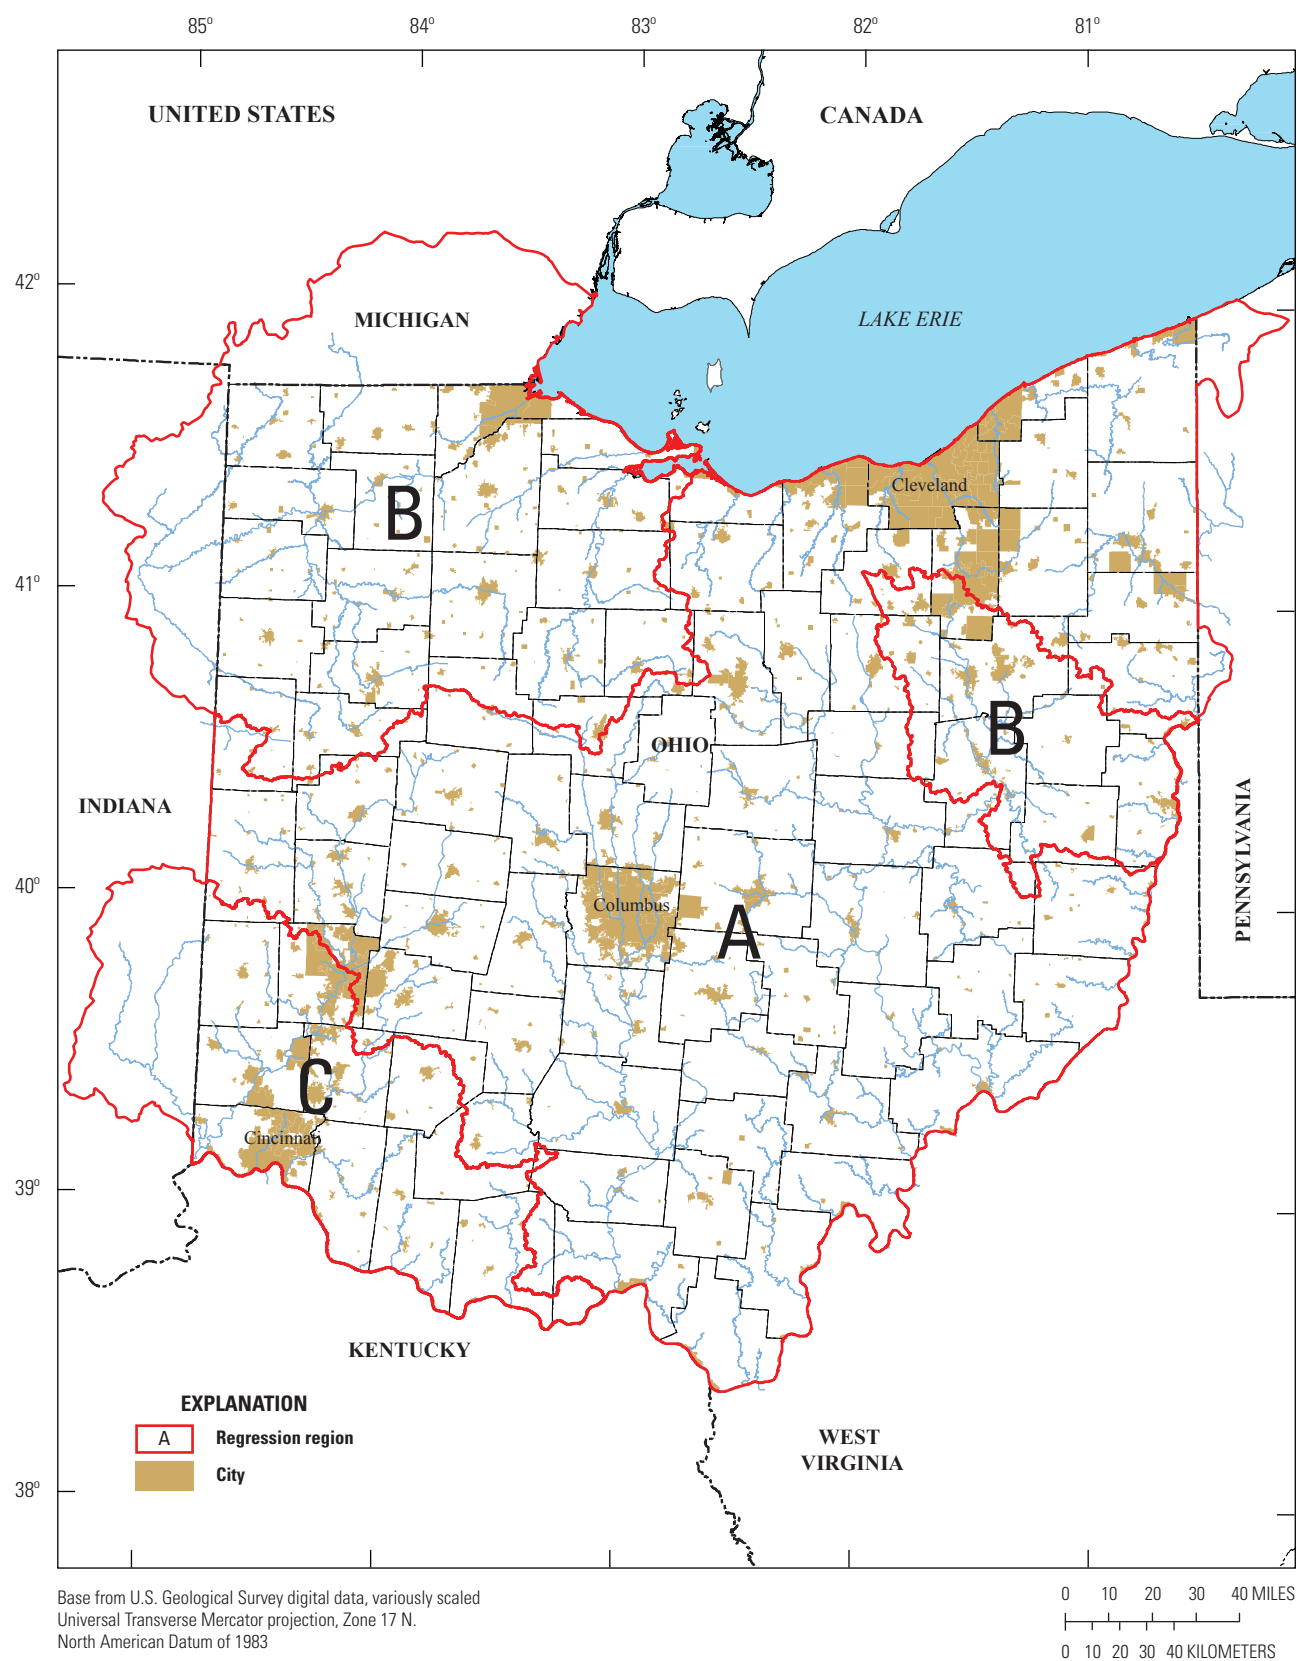 85° 84° 83° 82° 81°
UNITED STATES CANADA
42°
MICHIGAN LAKE ERIE
Cleveland
B
41°
B
OHIO
INDIANA
PENNSYLVANIA
40°
Columbus
A
C
Cincinnati
39°
KENTUCKY
EXPLANATION
A Regression region
City
WEST
VIRGINIA
38°
Base from U.S. Geological Survey digital data, variously scaled
Universal Transverse Mercator projection, Zone 17 N.
North American Datum of 1983
0 10 20 30 40 MILES
0 10 20 30 40 KILOMETERS